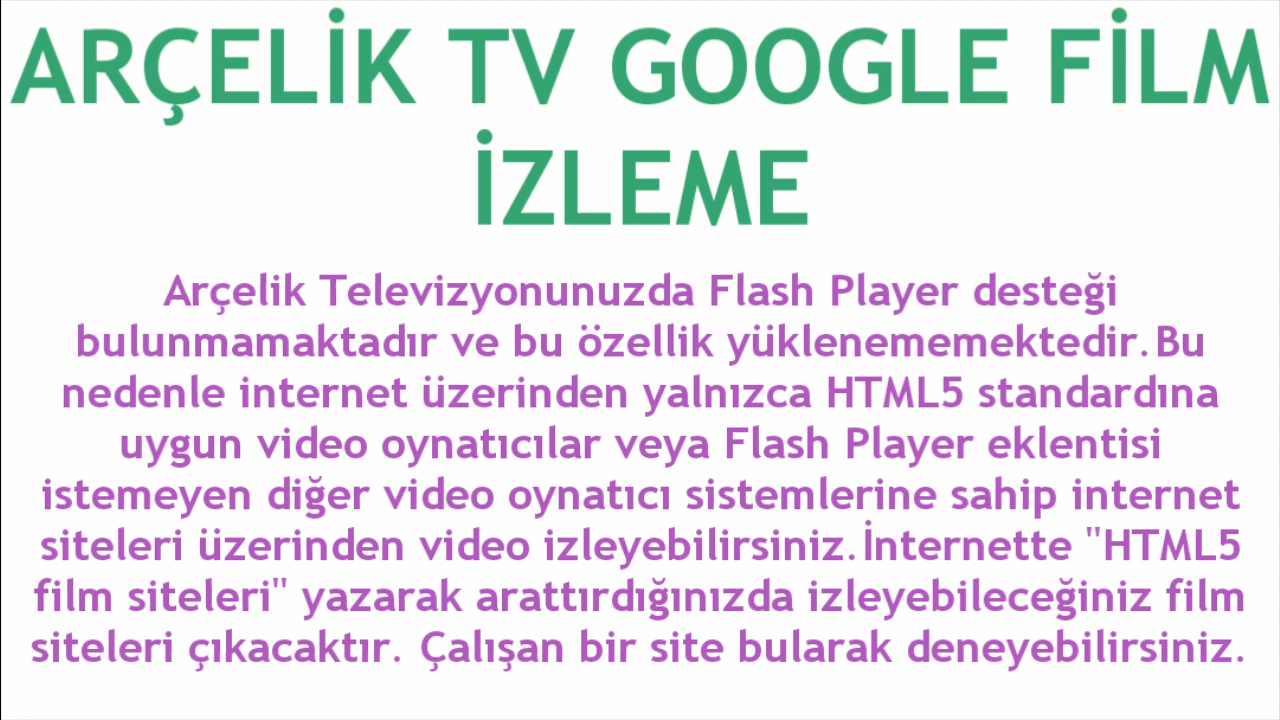 ARÇELİK TV GOOGLE FİLM
İZLEME
Arçelik Televizyonunuzda Flash Player desteği
bulunmamaktadır ve bu özellik yüklenememektedir.Bu
nedenle internet üzerinden yalnızca HTML5 standardına
uygun video oynatıcılar veya Flash Player eklentisi
istemeyen diğer video oynatıcı sistemlerine sahip internet
siteleri üzerinden video izleyebilirsiniz.İnternette "HTML5
film siteleri" yazarak arattırdığınızda izleyebileceğiniz film
siteleri çıkacaktır. Çalışan bir site bularak deneyebilirsiniz.